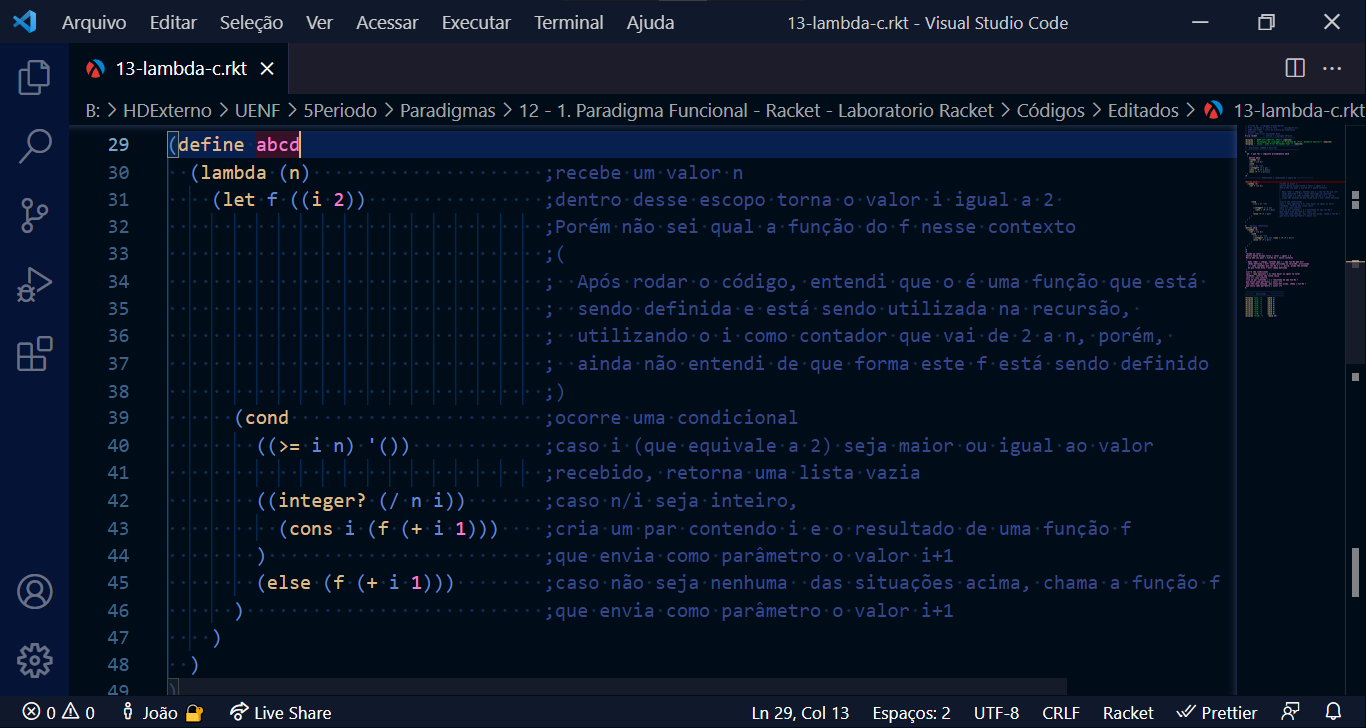 Arquivo Editar Seleção Ver Acessar Executar Terminal Ajuda 13-lambda-c.rkt - Visual Studio Code
13-lambda-c.rkt
B: > HDExterno > UENF > 5Periodo > Paradigmas > 12 - 1. Paradigma Funcional - Racket - Laboratorio Racket > Códigos > Editados > 13-lambda-c.rkt
29 (define abcd
30 (lambda (n) ;recebe um valor n
31 (let f ((i 2)) ;dentro desse escopo torna o valor i igual a 2
32 ;Porém não sei qual a função do f nesse contexto
33 ;(
34 ; Após rodar o código, entendi que o é uma função que está
35 ; sendo definida e está sendo utilizada na recursão,
36 ; utilizando o i como contador que vai de 2 a n, porém,
37 ; ainda não entendi de que forma este f está sendo definido
38 ;)
39 (cond ;ocorre uma condicional
40 ((>= i n) '()) ;caso i (que equivale a 2) seja maior ou igual ao valor
41 ;recebido, retorna uma lista vazia
42 ((integer? (/ n i)) ;caso n/i seja inteiro,
43 (cons i (f (+ i 1))) ;cria um par contendo i e o resultado de uma função f
44 ) ;que envia como parâmetro o valor i+1
45 (else (f (+ i 1))) ;caso não seja nenhuma  das situações acima, chama a função f
46 ) ;que envia como parâmetro o valor i+1
47 )
48 )
49 )
0 0 João Live Share Ln 29, Col 13 Espaços: 2 UTF-8 CRLF Racket Prettier